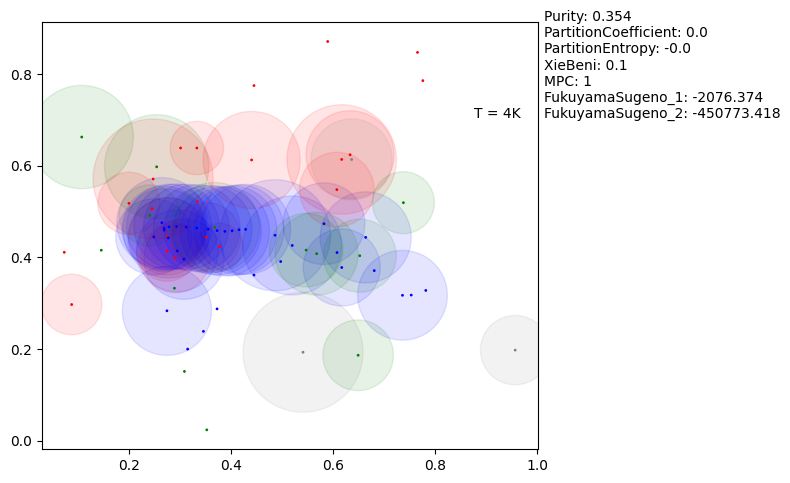 Purity: 0.354
PartitionCoefficient: 0.0
PartitionEntropy: -0.0
XieBeni: 0.1
MPC: 1
FukuyamaSugeno_1: -2076.374
FukuyamaSugeno_2: -450773.418
T = 4K
0.8
0.6
0.4
0.2
0.0
0.2 0.4 0.6 0.8 1.0